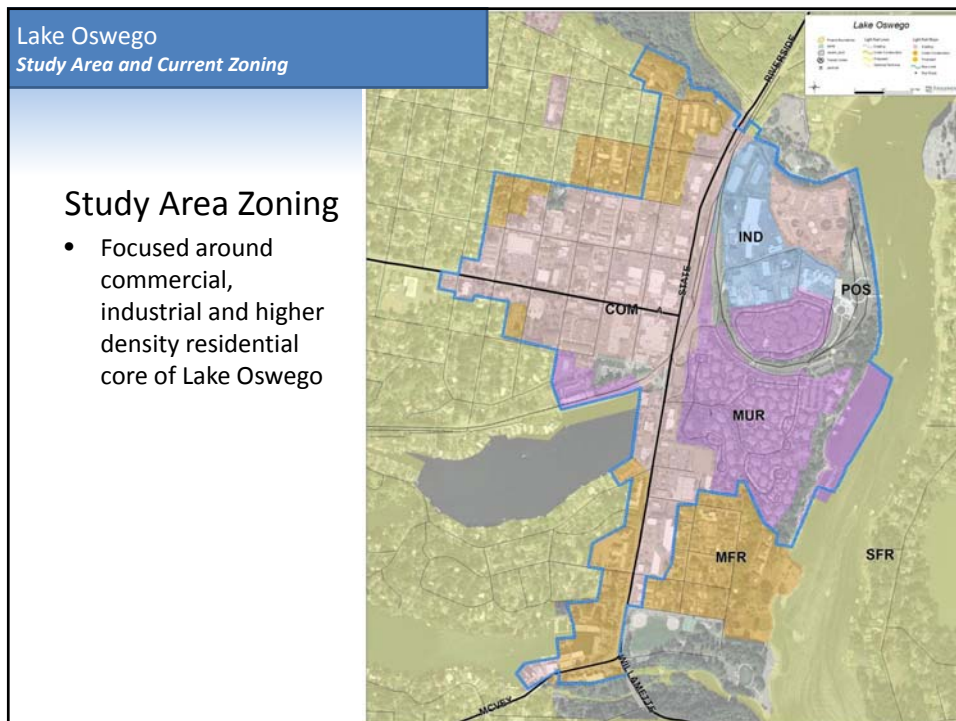 Lake Oswego
Study Area and Current Zoning
Study Area Zoning
• Focused around
commercial,
industrial and higher
density residential
core of Lake Oswego
Lake Oswego
RIVERSIDE
IND
POS
STATE
COM
MUR
MFR
SFR
WILLAMETTE
MCVEY